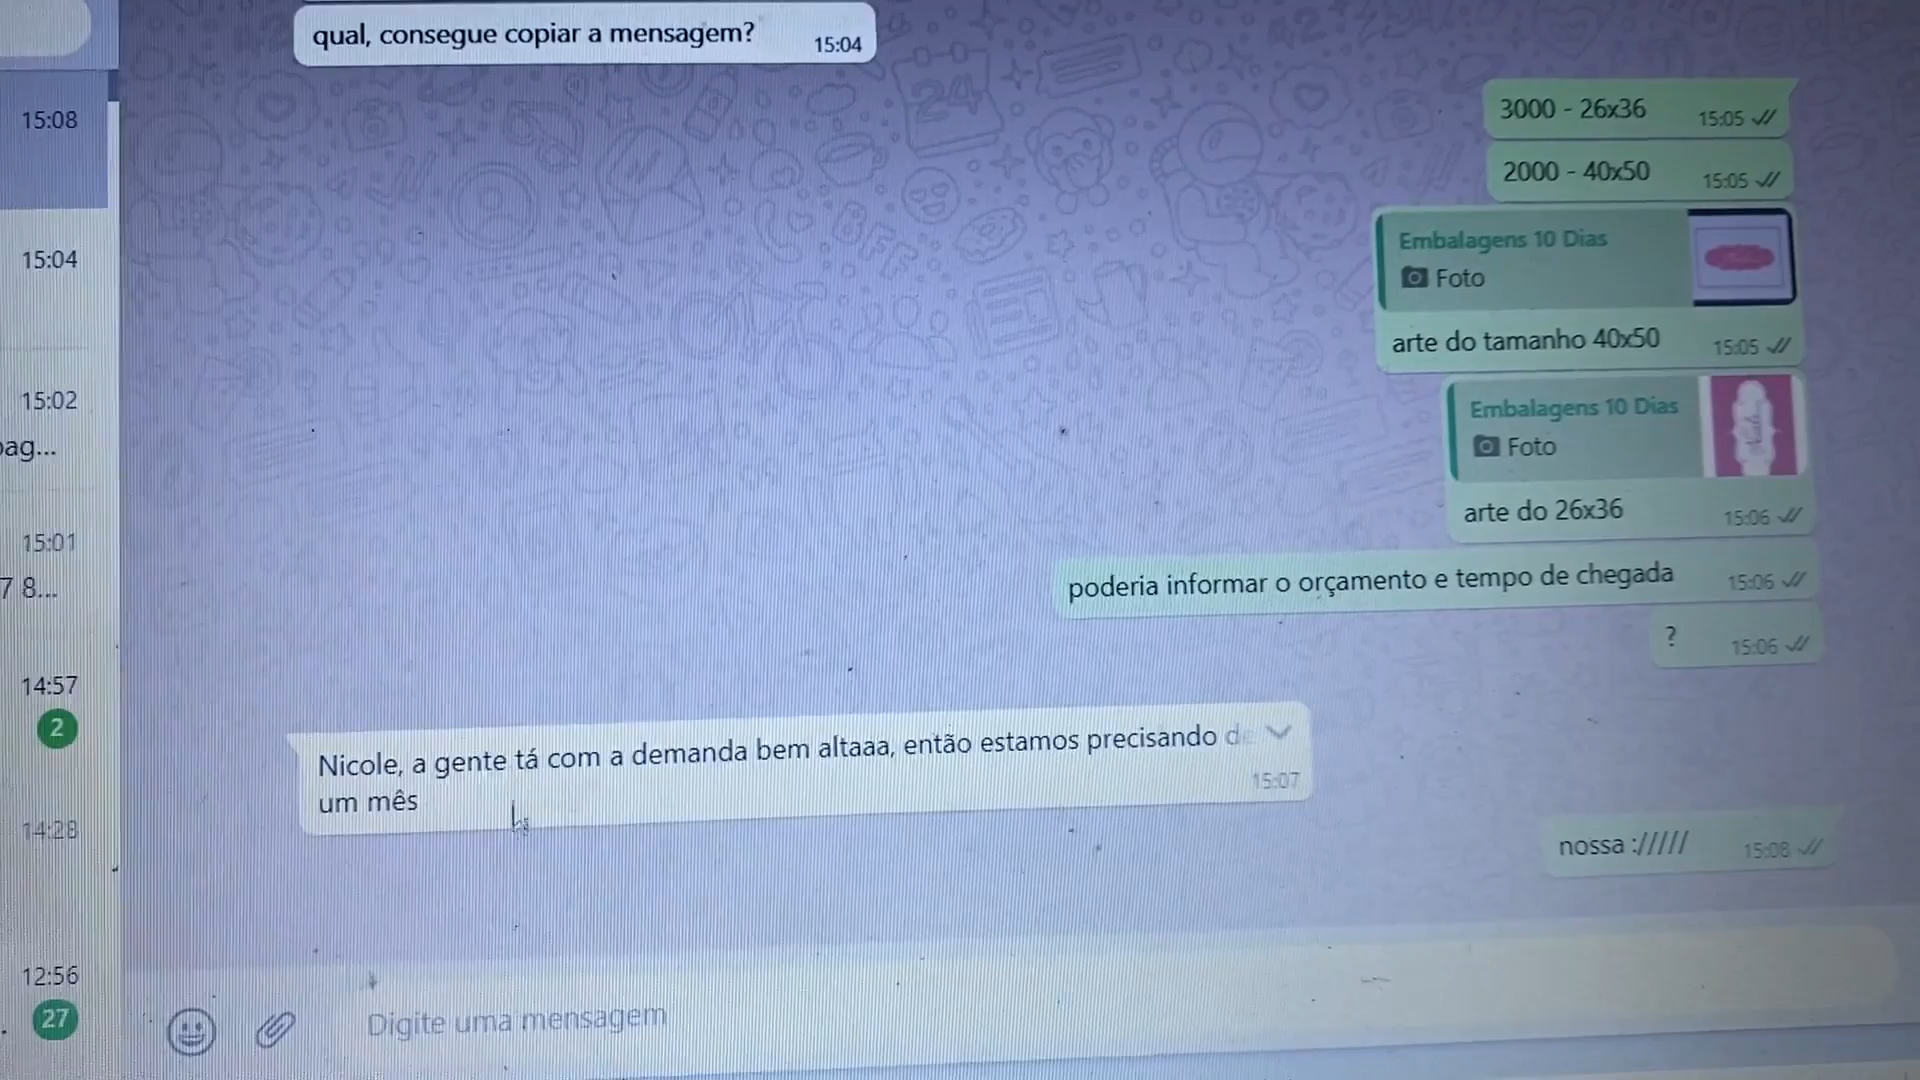 qual, consegue copiar a mensagem?
15:04
15:08
3000 - 26x36
15:05
2000 - 40x50
15:05
Embalagens 10 Dias
Foto
15:04
arte do tamanho 40x50
15:05
15:02
ag...
Embalagens 10 Dias
Foto
arte do 26x36
15:06
15:01
7 8...
poderia informar o orçamento e tempo de chegada
15:06
?
15:06
14:57
2
Nicole, a gente tá com a demanda bem altaaa, então estamos precisando de
um mês
15:07
14:28
nossa ://///
15:08
12:56
27
Digite uma mensagem